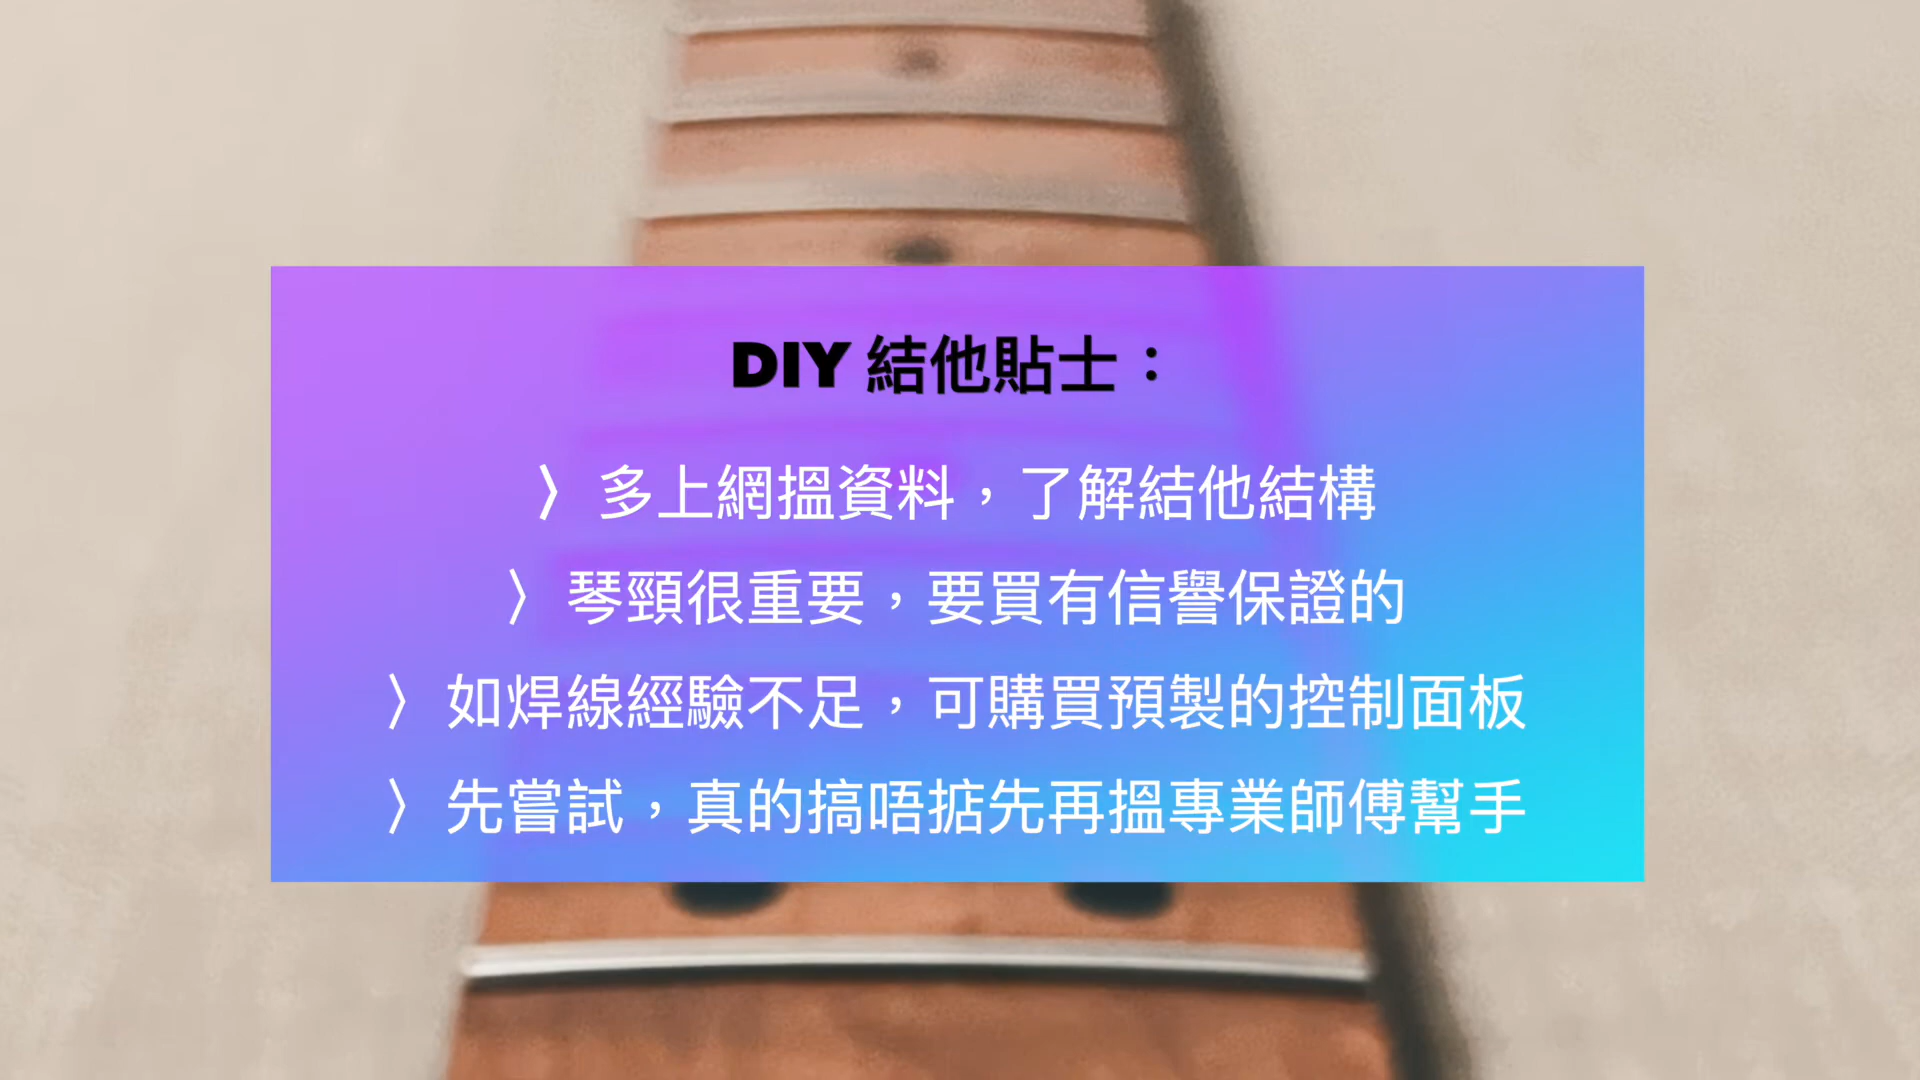 DIY 結他貼士：
〉 多上網搵資料，了解結他結構
〉 琴頸很重要，要買有信譽保證的
〉 如焊線經驗不足，可購買預製的控制面板
〉 先嘗試，真的搞唔掂先再搵專業師傅幫手